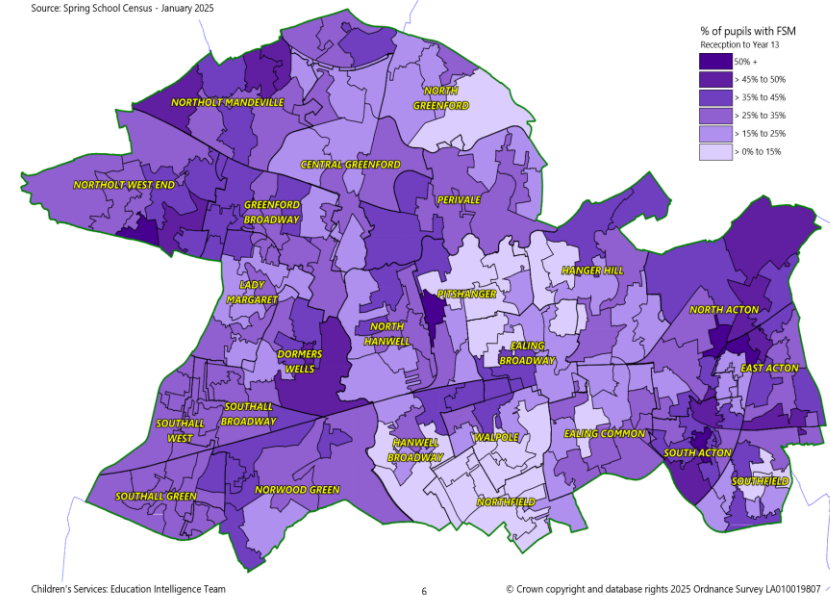 Source: Spring School Census - January 2025
% of pupils with FSM
Rececption to Year 13
50% +
> 45% to 50%
> 35% to 45%
> 25% to 35%
> 15% to 25%
> 0% to 15%
NORTHOLT MANDEVILLE
NORTH
GREENFORD
CENTRAL GREENFORD
NORTHOLT WEST END
GREENFORD
BROADWAY
PERIVALE
LADY
MARGARET
PITSHANGER
HANGER HILL
NORTH ACTON
NORTH
HANWELL
DORMERS
WELLS
EALING
BROADWAY
EAST ACTON
SOUTHALL
BROADWAY
SOUTHALL
WEST
HANWELL
BROADWAY
WALPOLE
EALING COMMON
SOUTH ACTON
SOUTHFIELD
SOUTHALL GREEN
NORWOOD GREEN
NORTHFIELD
Children's Services: Education Intelligence Team
6
© Crown copyright and database rights 2025 Ordnance Survey LA010019807